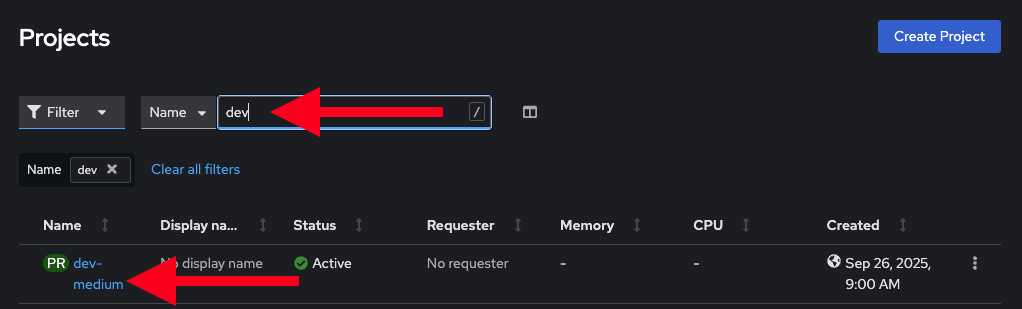 Projects
Create Project
Filter
Name
dev
/
Name
dev
Clear all filters
Name
Display na...
Status
Requester
Memory
CPU
Created
PR dev-
medium
No display name
Active
No requester
-
-
Sep 26, 2025,
9:00 AM